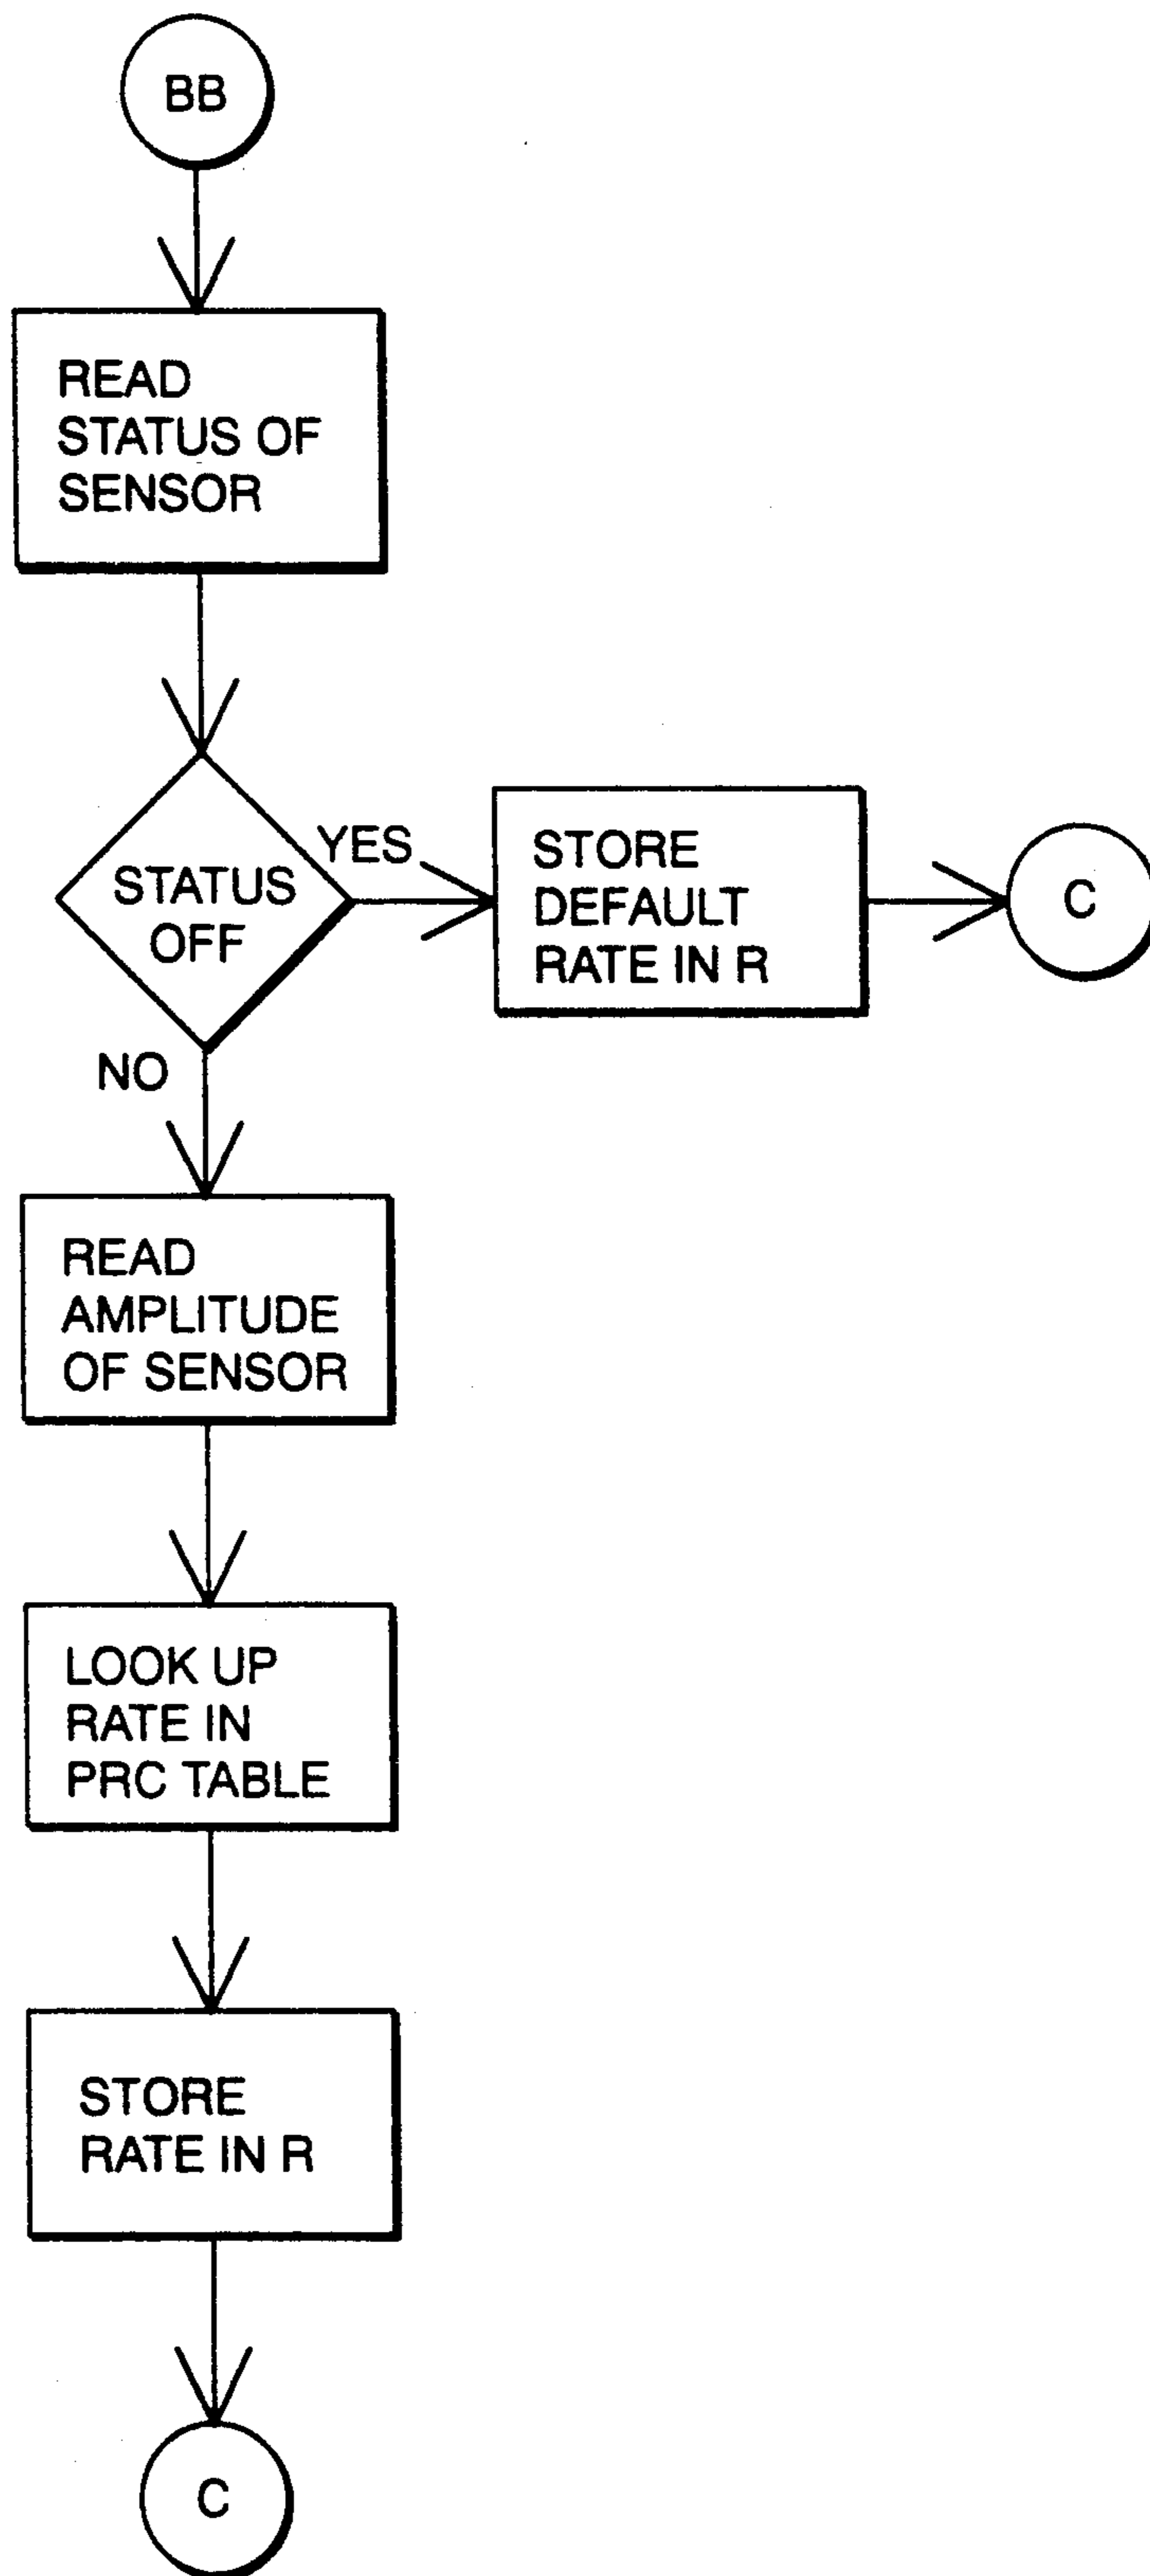 BB
READ
STATUS OF
SENSOR
STATUS
OFF
YES
STORE
DEFAULT
RATE IN R
C
NO
READ
AMPLITUDE
OF SENSOR
LOOK UP
RATE IN
PRC TABLE
STORE
RATE IN R
C